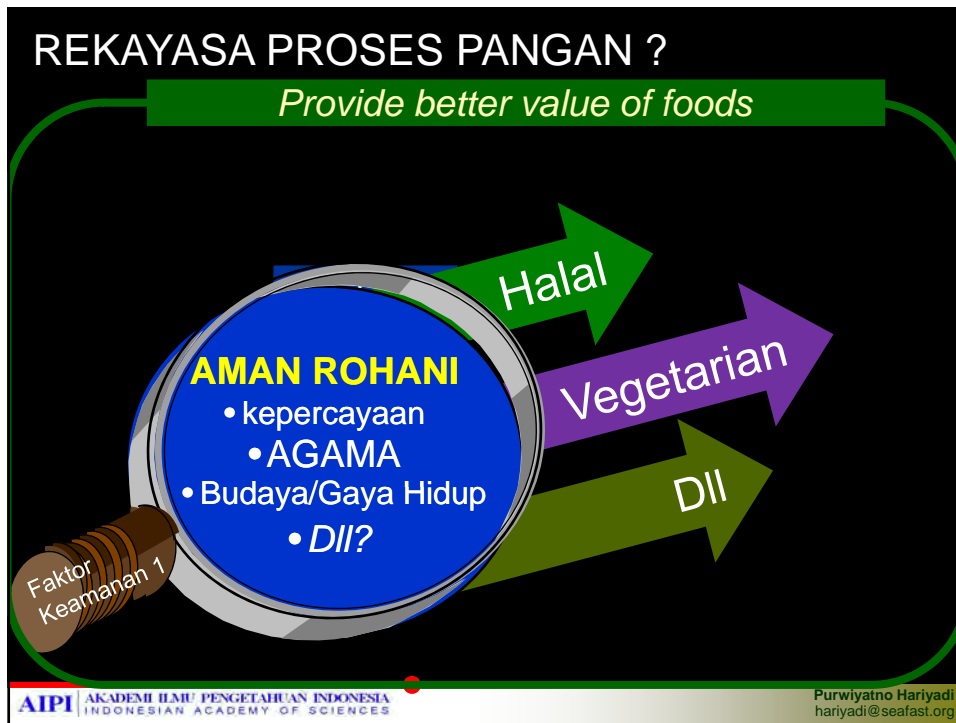 REKAYASA PROSES PANGAN ?
Provide better value of foods
Halal
Vegetarian
Dll
AMAN ROHANI
• kepercayaan
• AGAMA
• Budaya/Gaya Hidup
• Dll?
Faktor
Keamanan 1
AIPI
AKADEMI ILMU PENGETAHUAN INDONESIA
INDONESIAN ACADEMY OF SCIENCES
Purwiyatno Hariyadi
hariyadi@seafast.org